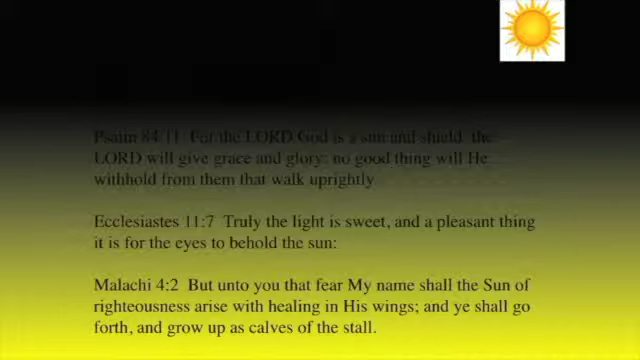 Psalm 84:11  For the LORD God is a sun and shield: the
LORD will give grace and glory: no good thing will He
withhold from them that walk uprightly.
Ecclesiastes 11:7  Truly the light is sweet, and a pleasant thing
it is for the eyes to behold the sun:
Malachi 4:2  But unto you that fear My name shall the Sun of
righteousness arise with healing in His wings; and ye shall go
forth, and grow up as calves of the stall.